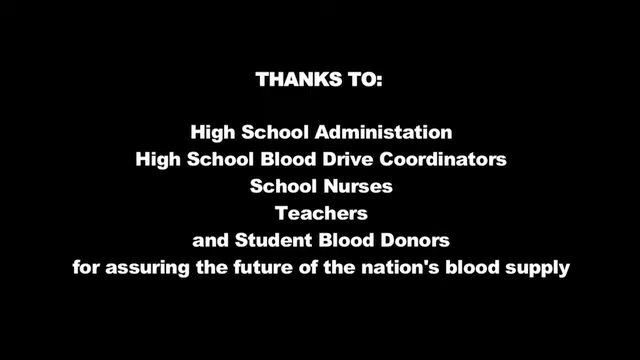 THANKS TO:
High School Administation
High School Blood Drive Coordinators
School Nurses
Teachers
and Student Blood Donors
for assuring the future of the nation's blood supply